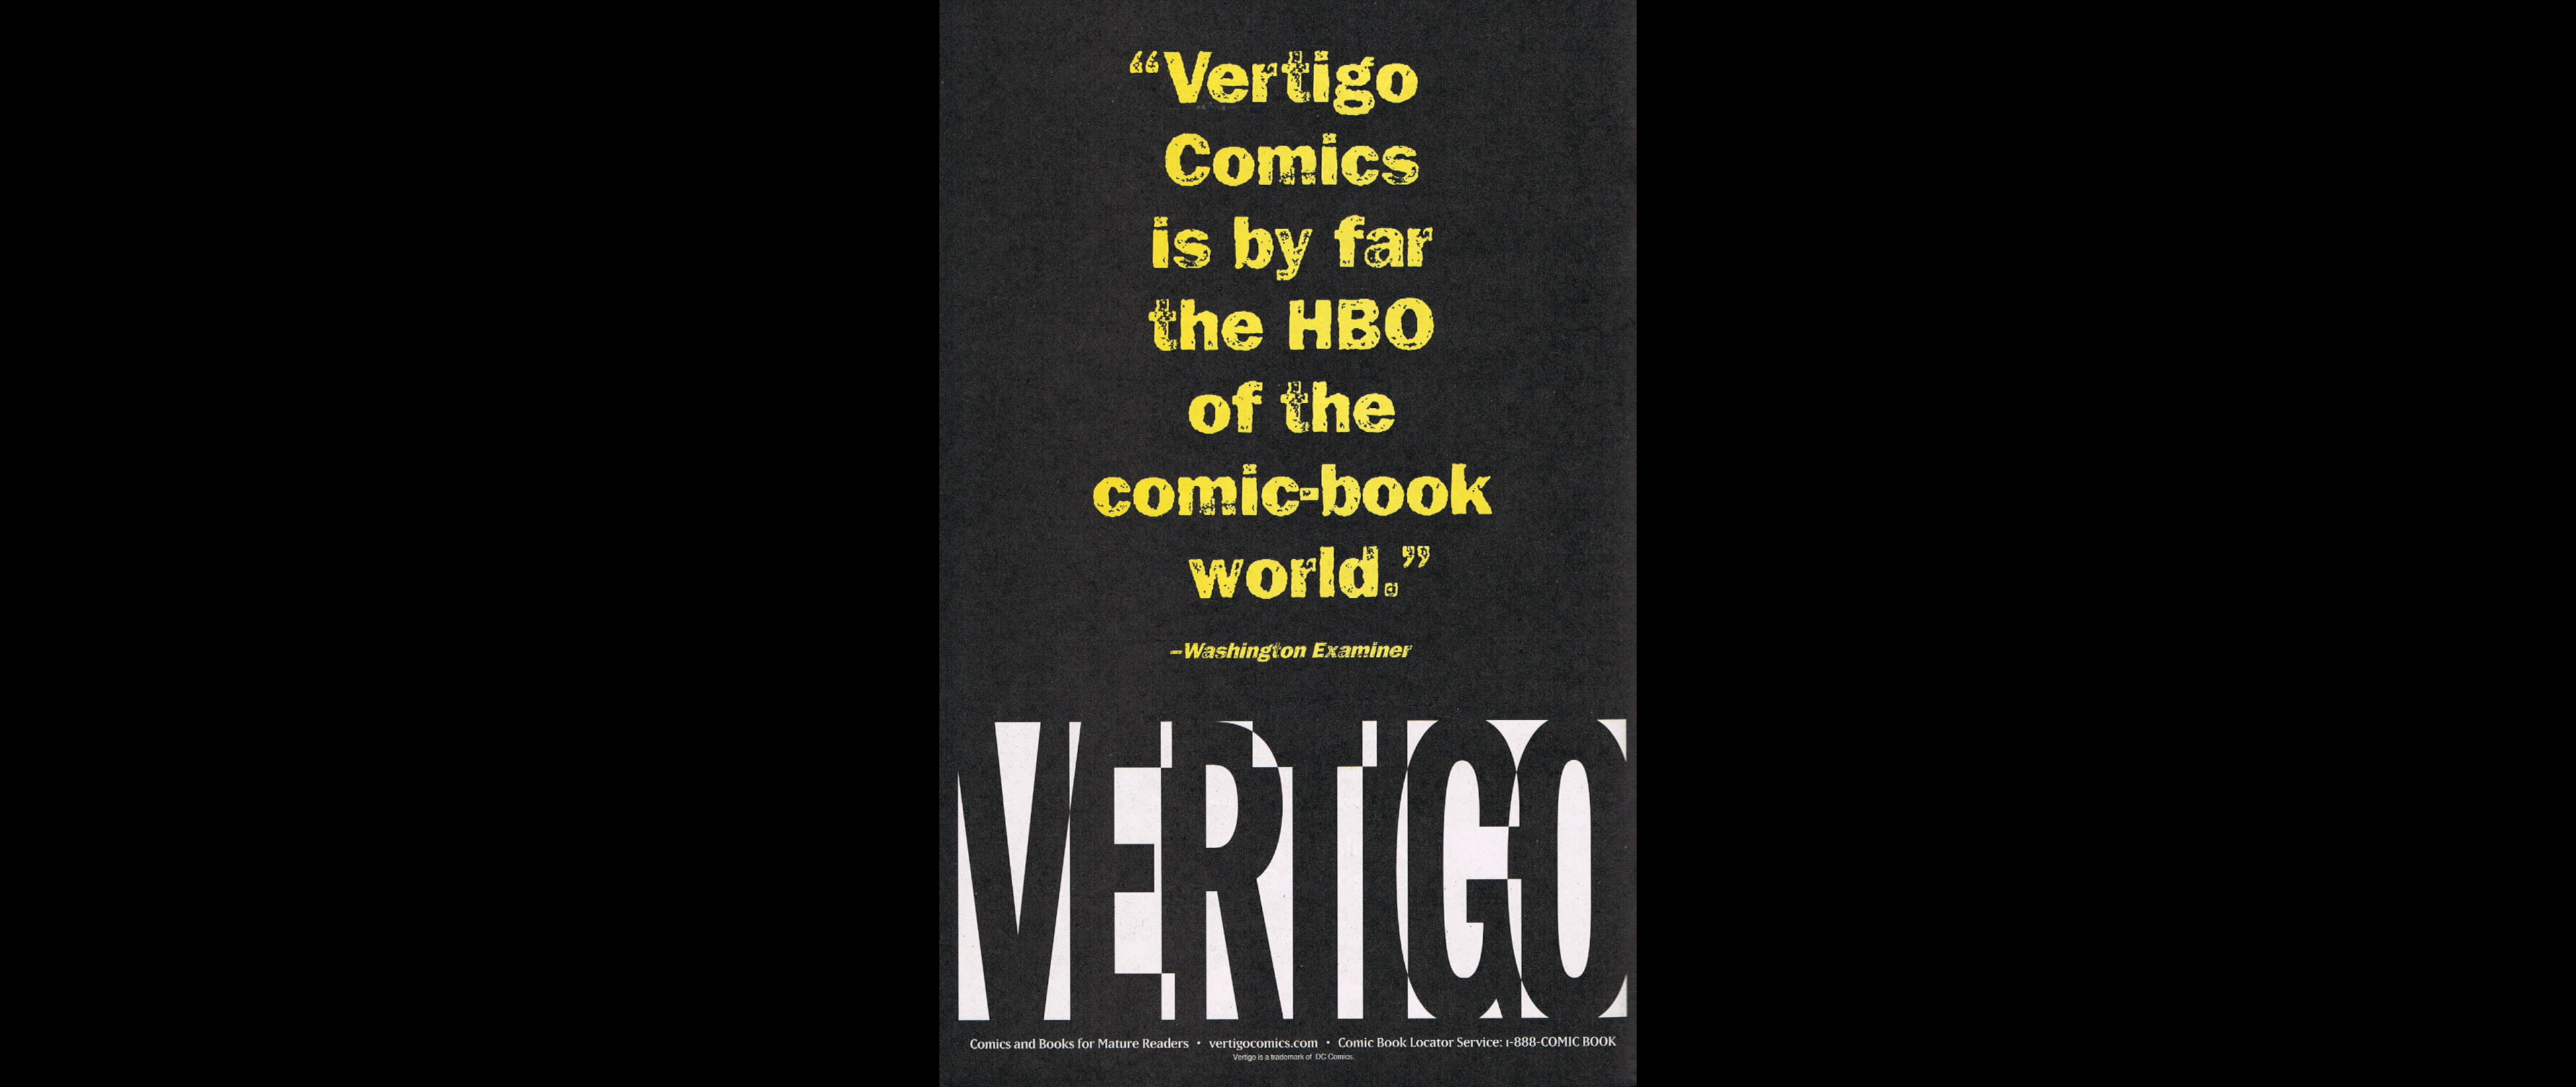 “Vertigo
Comics
is by far
the HBO
of the
comic-book
world.”
–Washington Examiner
VERTIGO
Comics and Books for Mature Readers • vertigocomics.com • Comic Book Locator Service: 1-888-COMIC BOOK
Vertigo is a trademark of DC Comics.